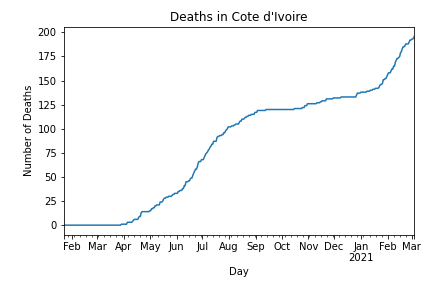 Deaths in Cote d'Ivoire
200
175
150
125
100
75
50
25
0
Number of Deaths
Feb Mar Apr May Jun Jul Aug Sep Oct Nov Dec Jan Feb Mar
2021
Day